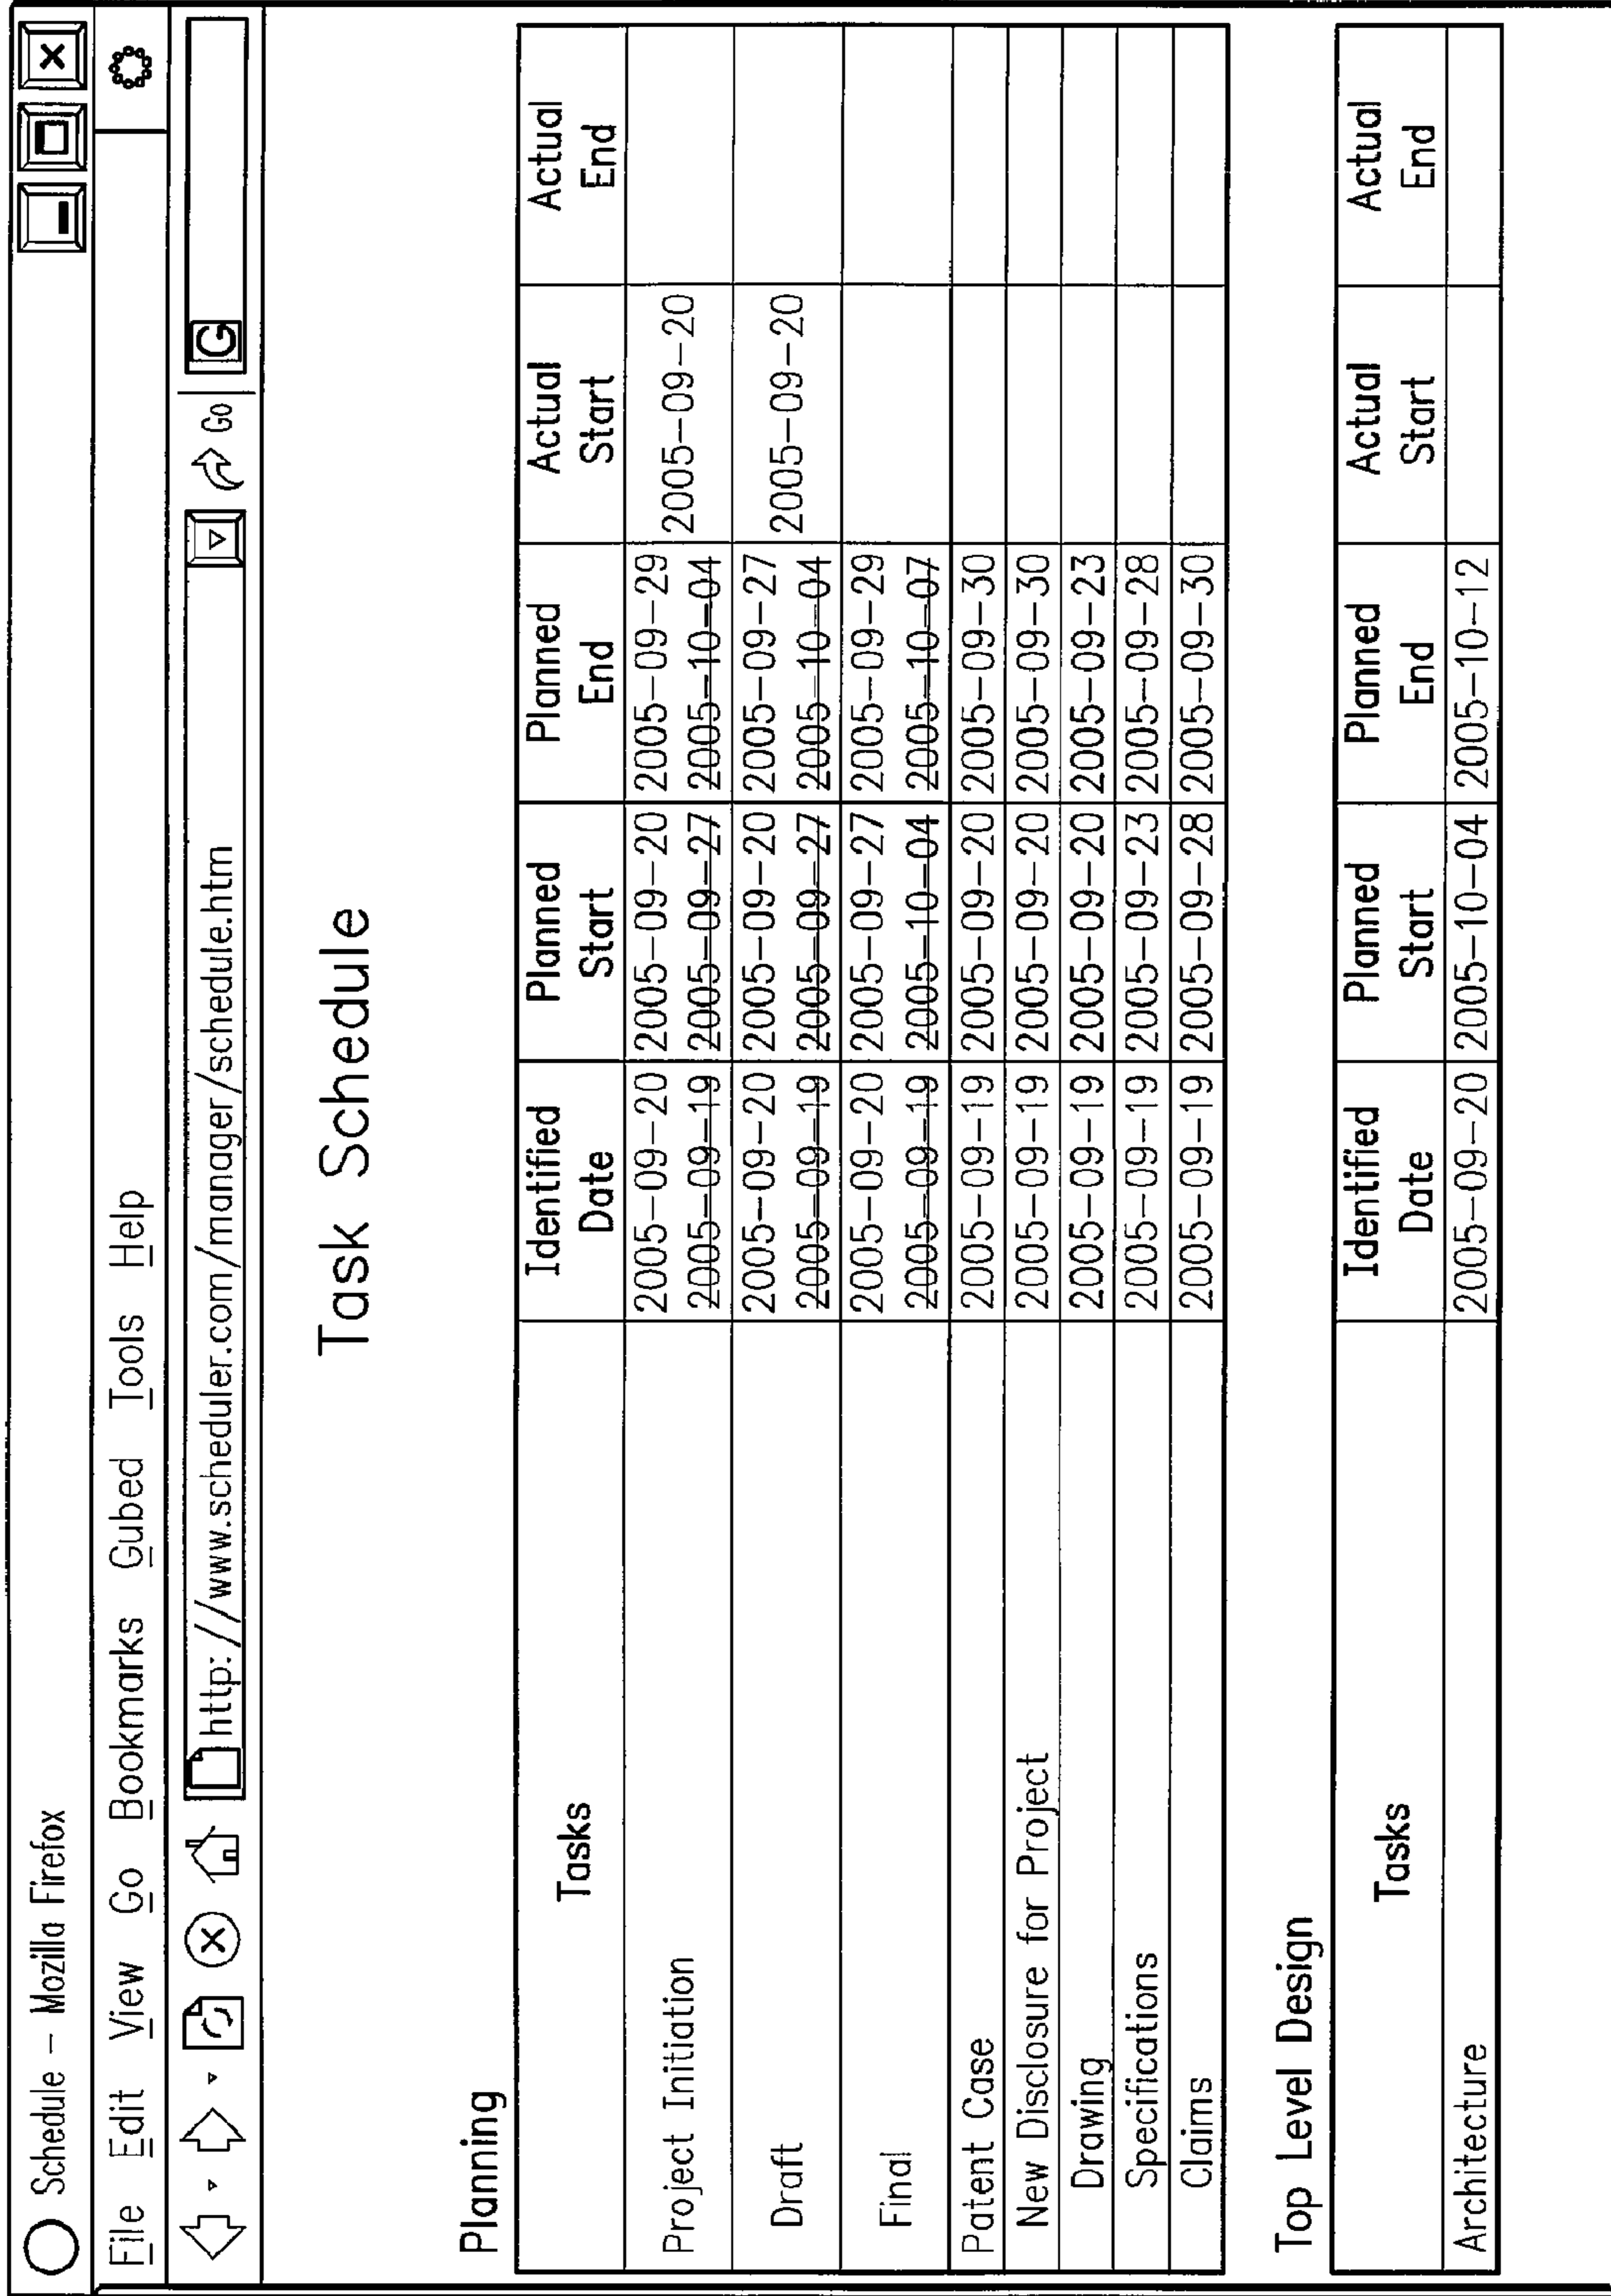 Schedule – Mozilla Firefox
File Edit View Go Bookmarks Gubed Tools Help
http://www.scheduler.com/manager/schedule.htm Go G
Task Schedule
Planning
Tasks Identified Date Planned Start Planned End Actual Start Actual End
Project Initiation 2005-09-20 2005-09-20 2005-09-29 2005-09-20
2005-09-19 2005-09-27 2005-10-04
Draft 2005-09-20 2005-09-20 2005-09-27 2005-09-20
2005-09-19 2005-09-27 2005-10-04
Final 2005-09-20 2005-09-27 2005-09-29
2005-09-19 2005-10-04 2005-10-07
Patent Case 2005-09-19 2005-09-20 2005-09-30
New Disclosure for Project 2005-09-19 2005-09-20 2005-09-30
Drawing 2005-09-19 2005-09-20 2005-09-23
Specifications 2005-09-19 2005-09-23 2005-09-28
Claims 2005-09-19 2005-09-28 2005-09-30
Top Level Design
Tasks Identified Date Planned Start Planned End Actual Start Actual End
Architecture 2005-09-20 2005-10-04 2005-10-12